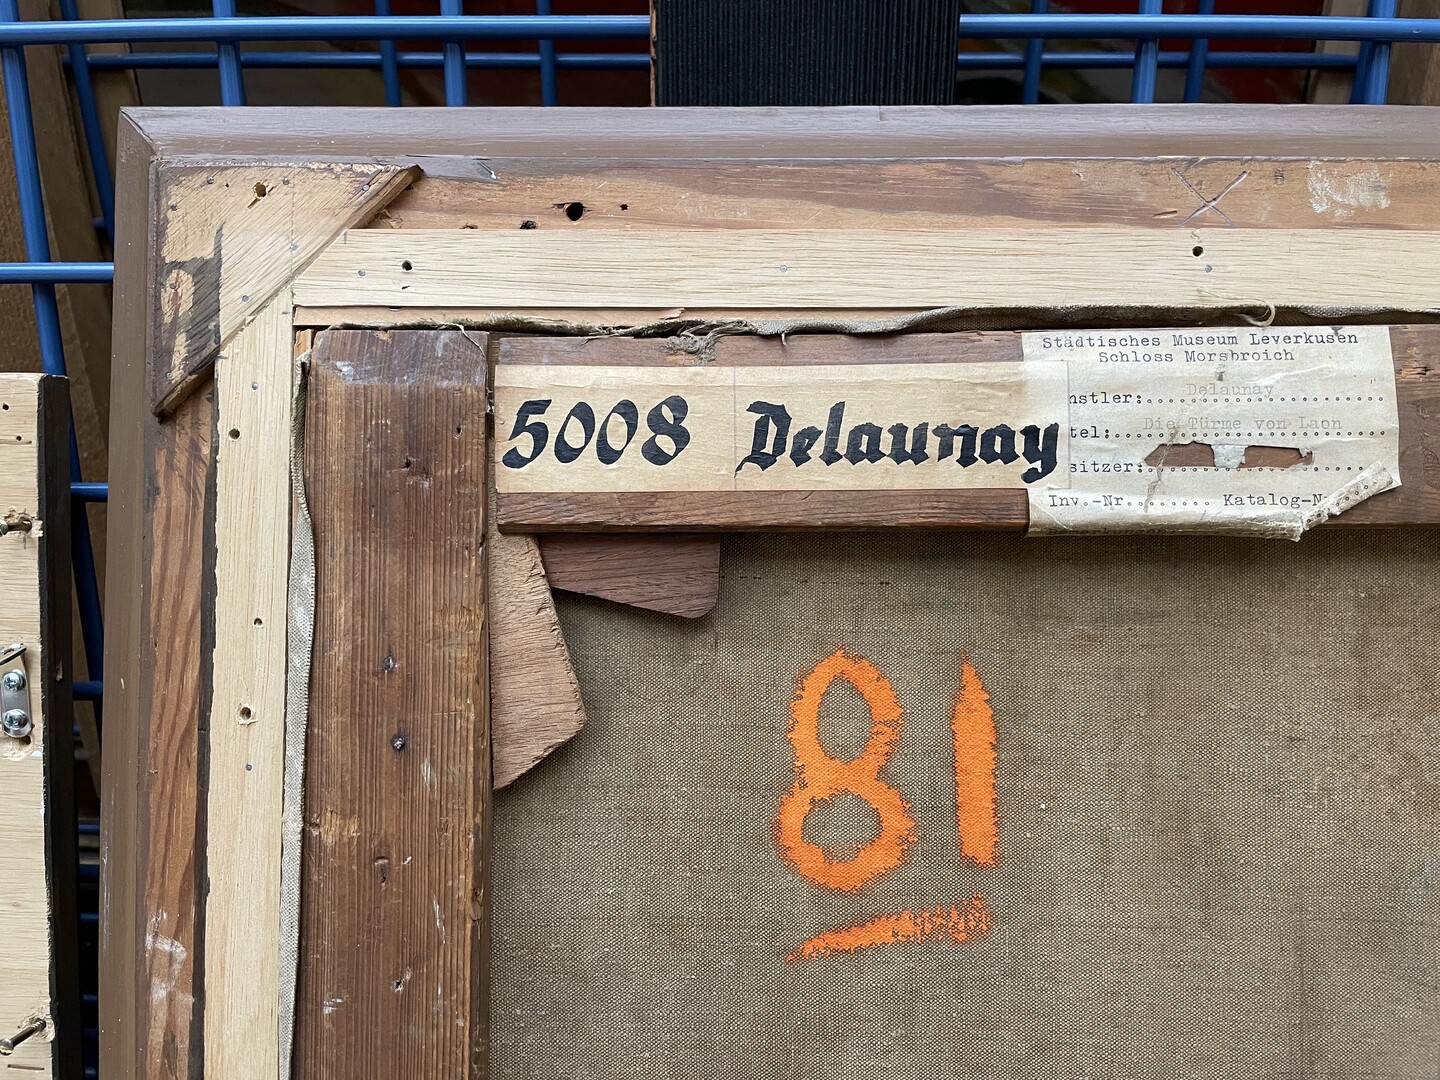 Städtisches Museum Leverkusen
Schloss Morsbroich
5008 Delaunay
nstler: Delaunay
tel: Die Türme von Laon
sitzer:
Inv.-Nr......... Katalog-N
81